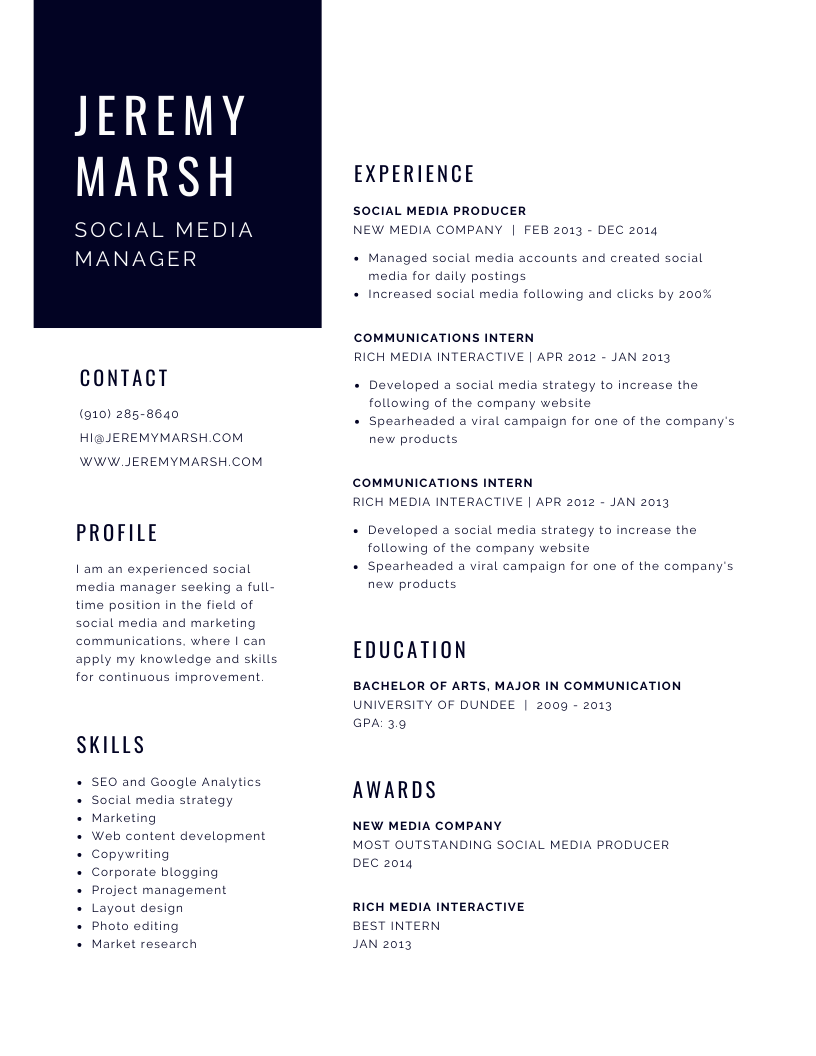 JEREMY
MARSH
SOCIAL MEDIA
MANAGER
CONTACT
(910) 285-8640
HI@JEREMYMARSH.COM
WWW.JEREMYMARSH.COM
PROFILE
I am an experienced social
media manager seeking a full-
time position in the field of
social media and marketing
communications, where I can
apply my knowledge and skills
for continuous improvement.
SKILLS
• SEO and Google Analytics
• Social media strategy
• Marketing
• Web content development
• Copywriting
• Corporate blogging
• Project management
• Layout design
• Photo editing
• Market research
EXPERIENCE
SOCIAL MEDIA PRODUCER
NEW MEDIA COMPANY | FEB 2013 - DEC 2014
• Managed social media accounts and created social
media for daily postings
• Increased social media following and clicks by 200%
COMMUNICATIONS INTERN
RICH MEDIA INTERACTIVE | APR 2012 - JAN 2013
• Developed a social media strategy to increase the
following of the company website
• Spearheaded a viral campaign for one of the company's
new products
COMMUNICATIONS INTERN
RICH MEDIA INTERACTIVE | APR 2012 - JAN 2013
• Developed a social media strategy to increase the
following of the company website
• Spearheaded a viral campaign for one of the company's
new products
EDUCATION
BACHELOR OF ARTS, MAJOR IN COMMUNICATION
UNIVERSITY OF DUNDEE | 2009 - 2013
GPA: 3.9
AWARDS
NEW MEDIA COMPANY
MOST OUTSTANDING SOCIAL MEDIA PRODUCER
DEC 2014
RICH MEDIA INTERACTIVE
BEST INTERN
JAN 2013